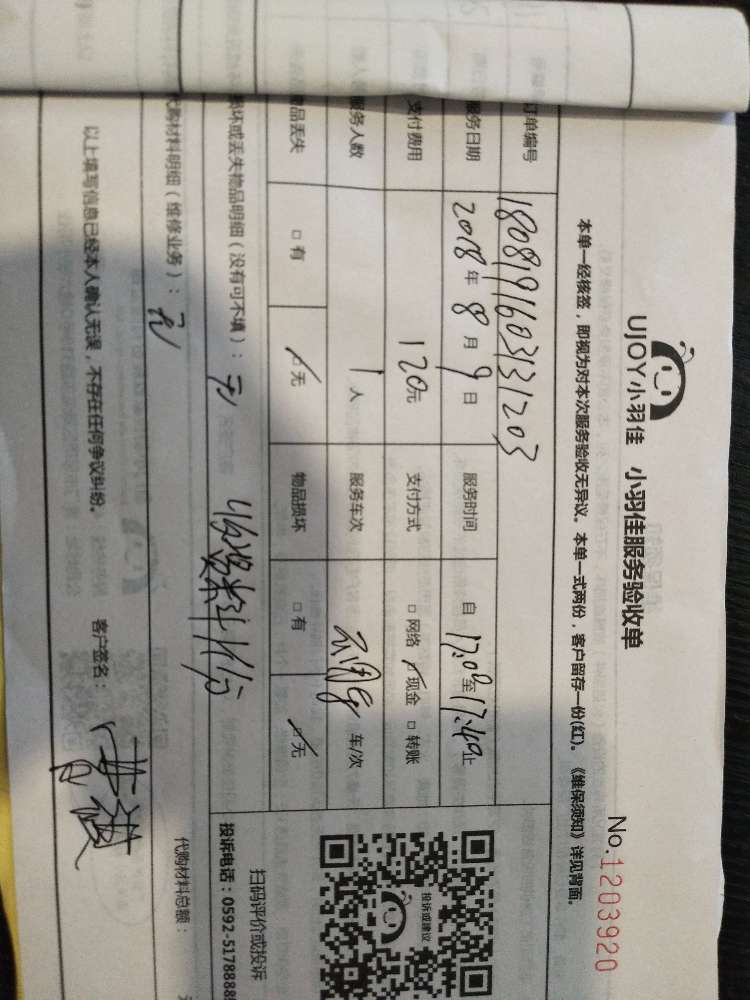 UJOY小羽佳 小羽佳服务验收单
No.1203920
本单一经核签，即视为对本次服务验收无异议。本单一式两份，客户留存一份(红)。《维保须知》详见背面。
订单编号 1808191603131203
服务日期 2018年8月9日 服务时间 自17:00至17:40止
支付费用 120元 支付方式 □网络 ☑现金 □转账
服务人数 1人 服务车次 车/次
物品丢失 □有 ☑无 物品损坏 □有 ☑无
损坏或丢失物品明细（没有可不填）：无
代购材料明细（维修业务）：
代购材料总额：
以上填写信息已经本人确认无误，不存在任何争议纠纷。 客户签名：
投诉或建议
扫码评价或投诉
投诉电话：0592-5178888